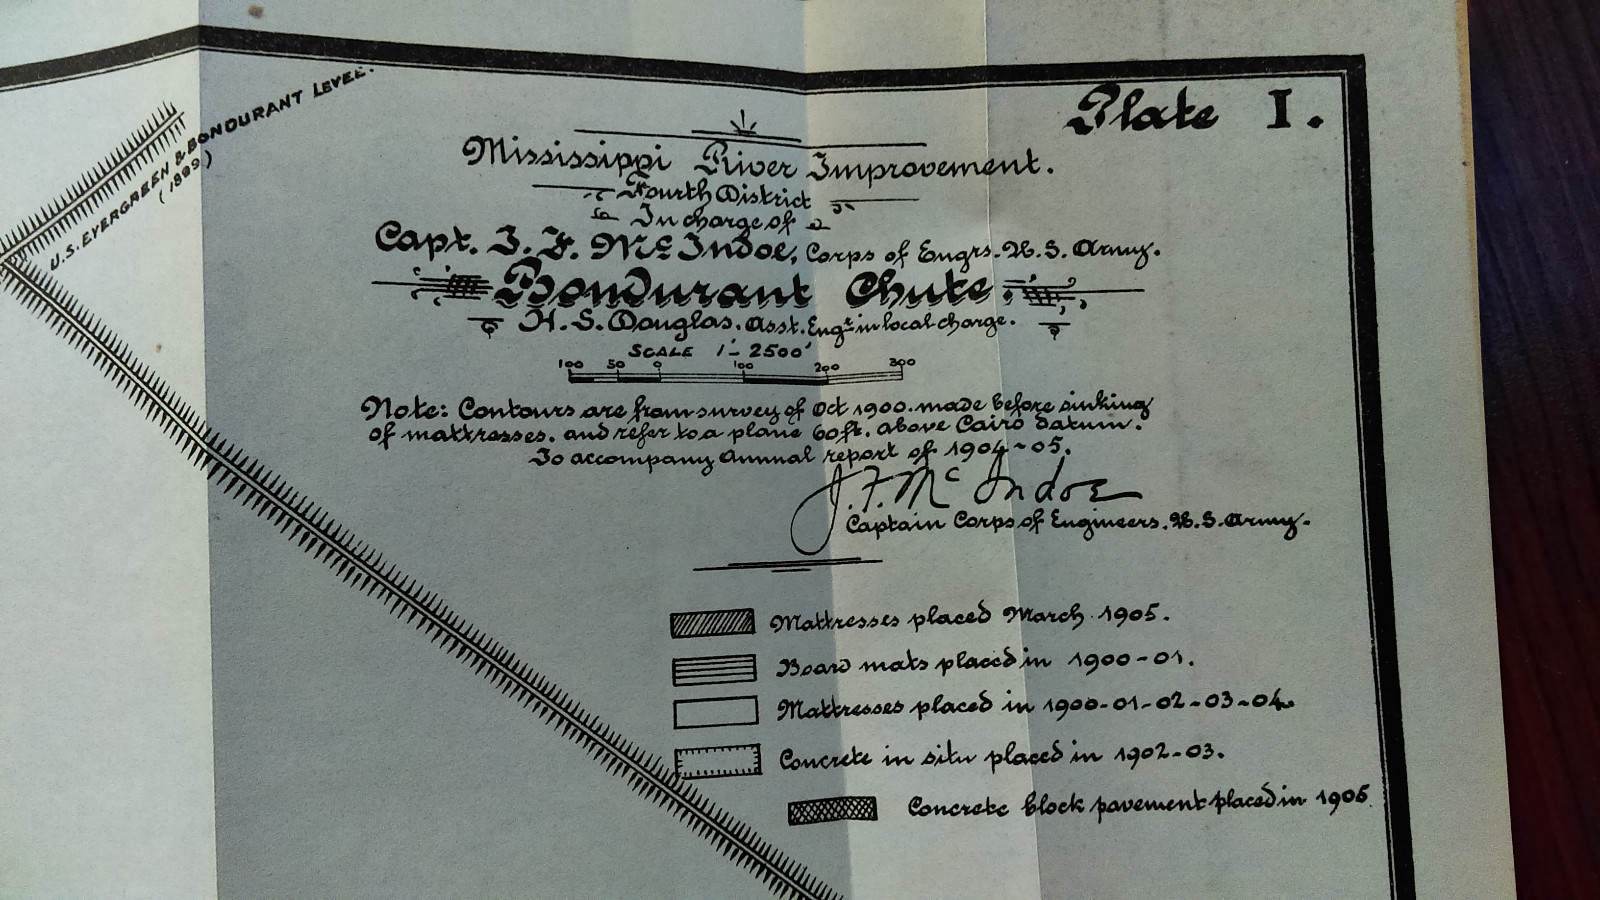 Plate I.
U.S. EVERGREEN & BONDURANT LEVEE.
(1899)
Mississippi River Improvement.
Fourth District
In charge of
Capt. J. F. McIndoe, Corps of Engrs. U. S. Army.
Bondurant Chute
H. S. Douglas. Asst. Engr. in local charge.
SCALE 1"- 2500'
100 50 0 100 200 300
Note: Contours are from survey of Oct 1900. made before sinking
of mattresses. and refer to a plane 60 ft. above Cairo datum.
To accompany Annual report of 1904-05.
J. F. Mc Indoe
Captain Corps of Engineers. U. S. Army.
Mattresses placed March 1905.
Board mats placed in 1900-01.
Mattresses placed in 1900-01-02-03-04.
Concrete in situ placed in 1902-03.
Concrete block pavement placed in 1905